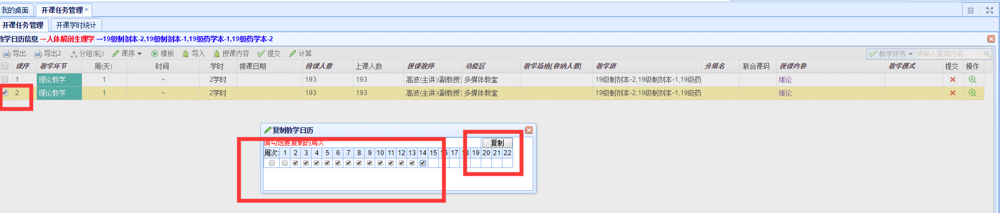 我的桌面 开课任务管理 ×
开课任务管理 开课学时统计
教学日历信息→人体解剖生理学→19级制剂本-2,19级制剂本-1,19级药学本-1,19级药学本-2
导出 导出2 分组(轮) 课序 模板 导入 授课内容 提交 计算 教学环节 请输入查询内容
课序 教学环节 周(天) 时间 学时 排课日期 排课人数 上课人数 授课教师 功能区 教学场地[容纳人数] 教学班 分组名 联合课码 授课内容 教学模式 提交 操作
1 理论教学 1 ~ 2学时 193 193 高波(主讲)(副教授) 多媒体教室 19级制剂本-2,19级制剂本-1,19级药 绪论
2 理论教学 1 ~ 2学时 193 193 高波(主讲)(副教授) 多媒体教室 19级制剂本-2,19级制剂本-1,19级药 绪论
复制教学日历
请勾选要复制的周次 复制
周次: 1 2 3 4 5 6 7 8 9 10 11 12 13 14 15 16 17 18 19 20 21 22